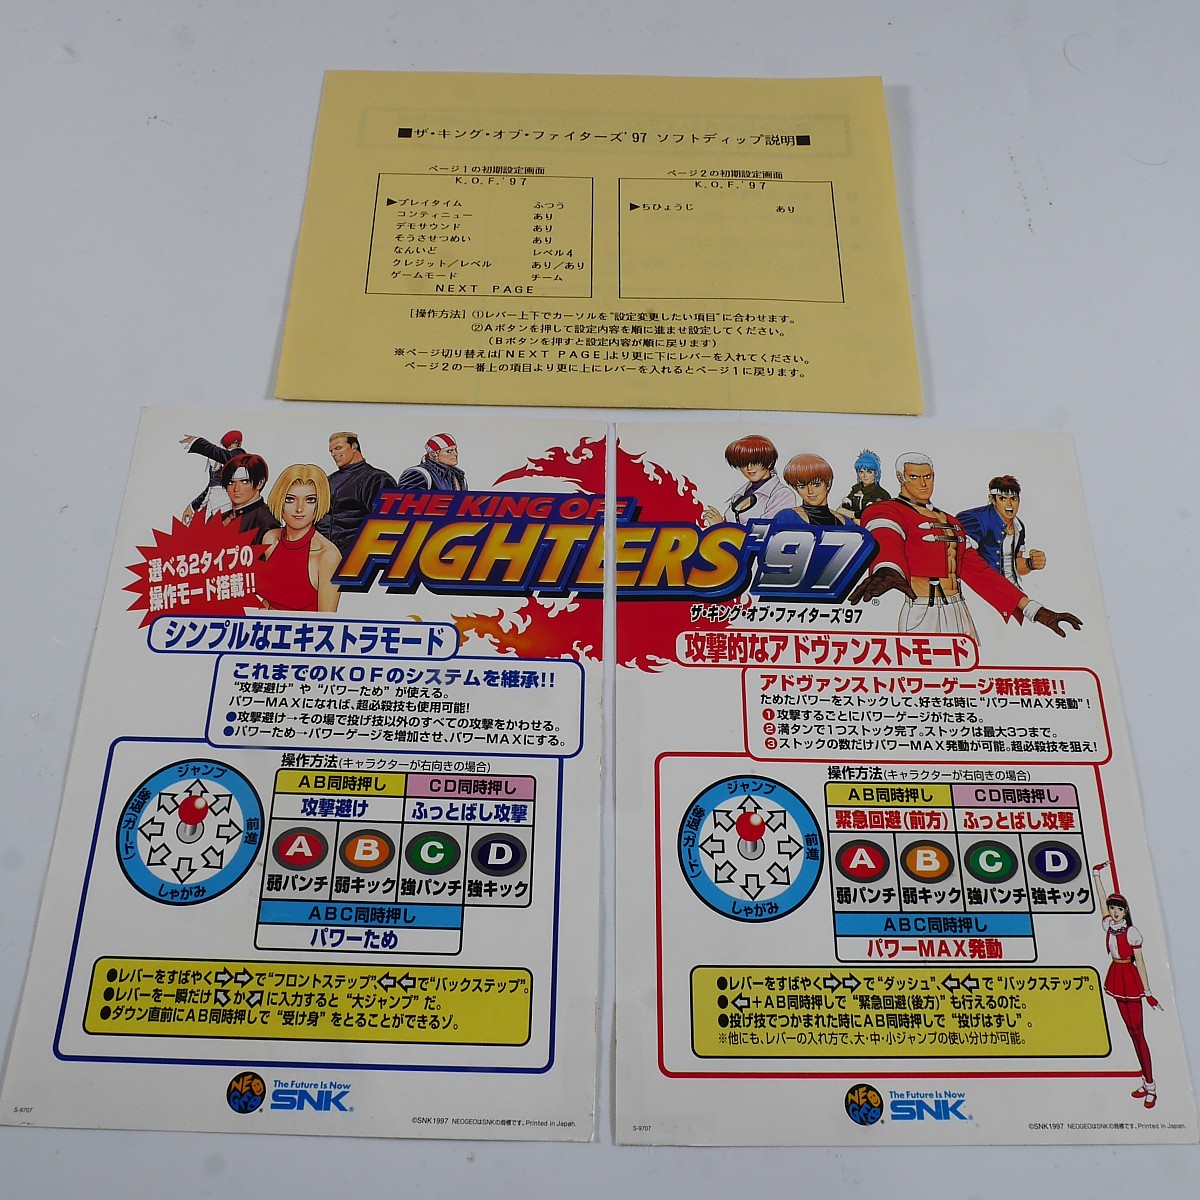 ■ザ・キング・オブ・ファイターズ'97 ソフトディップ説明■
ページ1の初期設定画面
K.O.F.'97
▶プレイタイム ふつう
コンティニュー あり
デモサウンド あり
そうさせつめい あり
なんいど レベル4
クレジット/レベル あり/あり
ゲームモード チーム
NEXT PAGE
ページ2の初期設定画面
K.O.F.'97
▶ちひょうじ あり
[操作方法] ①レバー上下でカーソルを"設定変更したい項目"に合わせます。
②Aボタンを押して設定内容を順に進ませ設定してください。
(Bボタンを押すと設定内容が順に戻ります)
※ページ切り替えは「NEXT PAGE」より更に下にレバーを入れてください。
ページ2の一番上の項目より更に上にレバーを入れるとページ1に戻ります。
THE KING OF
FIGHTERS '97
®
ザ・キング・オブ・ファイターズ'97
選べる2タイプの
操作モード搭載!!
シンプルなエキストラモード
これまでのKOFのシステムを継承!!
"攻撃避け"や"パワーため"が使える。
パワーMAXになれば、超必殺技も使用可能!
●攻撃避け→その場で投げ技以外のすべての攻撃をかわせる。
●パワーため→パワーゲージを増加させ、パワーMAXにする。
操作方法(キャラクターが右向きの場合)
ジャンプ
後退(ガード)
前進
しゃがみ
AB同時押し
攻撃避け
CD同時押し
ふっとばし攻撃
A B C D
弱パンチ 弱キック 強パンチ 強キック
ABC同時押し
パワーため
●レバーをすばやく⇨⇨で"フロントステップ"、⇦⇦で"バックステップ"。
●レバーを一瞬だけ⬁か⬀に入力すると"大ジャンプ"だ。
●ダウン直前にAB同時押しで"受け身"をとることができるゾ。
NEO GEO
The Future Is Now
SNK®
S-9707
©SNK1997 NEOGEOはSNKの商標です。Printed in Japan.
攻撃的なアドヴァンストモード
アドヴァンストパワーゲージ新搭載!!
ためたパワーをストックして、好きな時に"パワーMAX発動"!
①攻撃するごとにパワーゲージがたまる。
②満タンで1つストック完了。ストックは最大3つまで。
③ストックの数だけパワーMAX発動が可能。超必殺技を狙え!
操作方法(キャラクターが右向きの場合)
ジャンプ
後退(ガード)
前進
しゃがみ
AB同時押し
緊急回避(前方)
CD同時押し
ふっとばし攻撃
A B C D
弱パンチ 弱キック 強パンチ 強キック
ABC同時押し
パワーMAX発動
●レバーをすばやく⇨⇨で"ダッシュ"、⇦⇦で"バックステップ"。
●⇦+AB同時押しで"緊急回避(後方)"も行えるのだ。
●投げ技でつかまれた時にAB同時押しで"投げはずし"。
※他にも、レバーの入れ方で、大・中・小ジャンプの使い分けが可能。
NEO GEO
The Future Is Now
SNK®
S-9707
©SNK1997 NEOGEOはSNKの商標です。Printed in Japan.